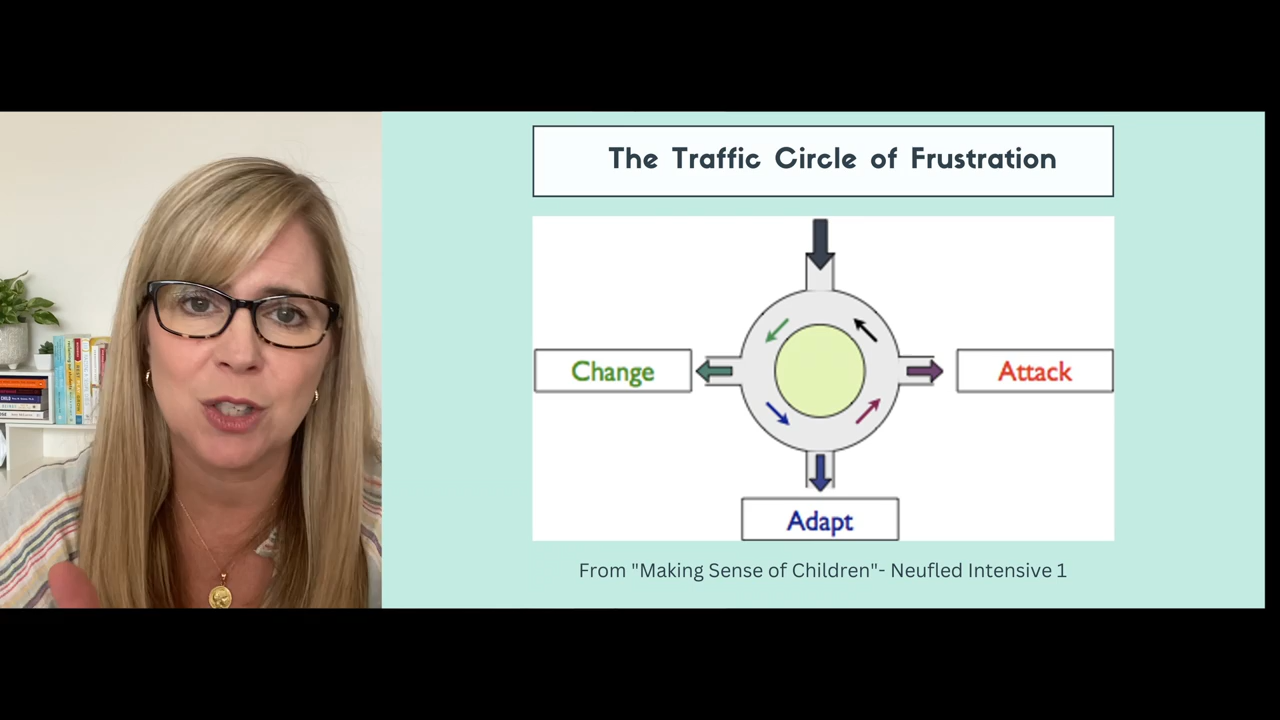 The Traffic Circle of Frustration
Change
Attack
Adapt
From "Making Sense of Children"- Neufled Intensive 1